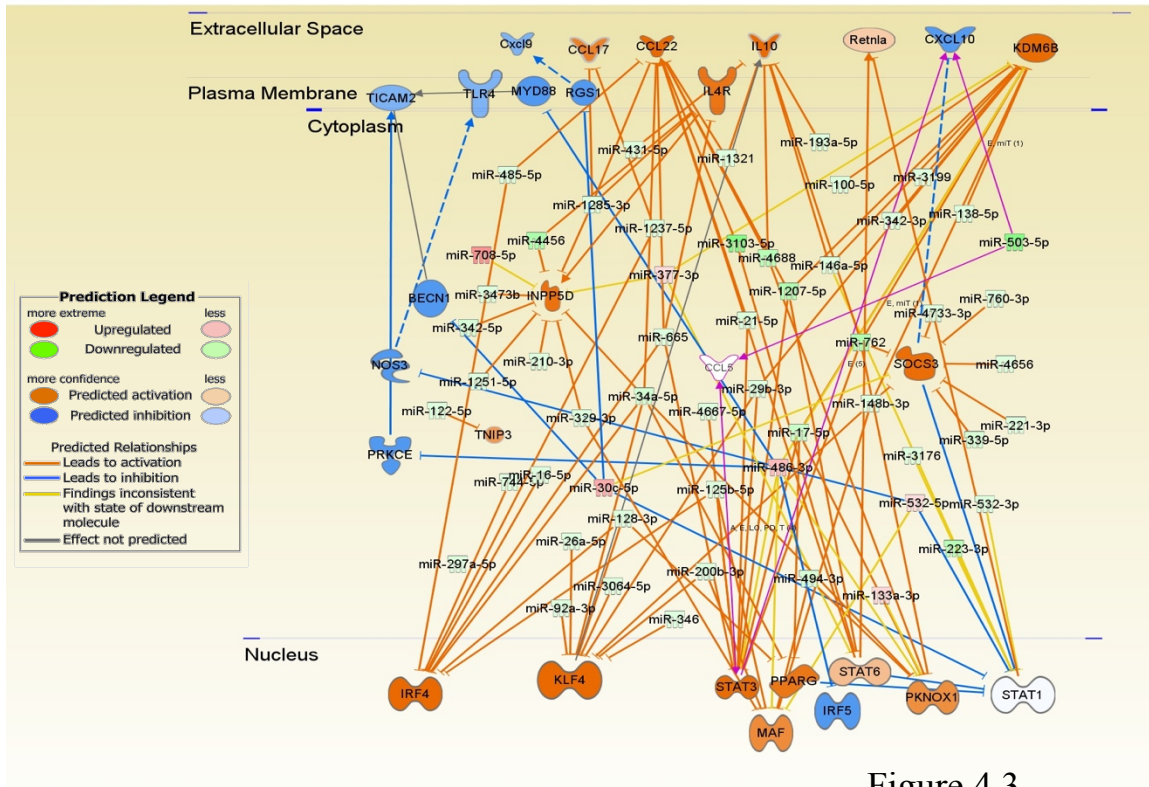 Extracellular Space
Cxcl9
CCL17
CCL22
IL10
Retnla
CXCL10
KDM6B
Plasma Membrane
TICAM2
TLR4
MYD88
RGS1
IL4R
Cytoplasm
miR-431-5p
miR-1321
miR-193a-5p
E, miT (1)
miR-485-5p
miR-100-5p
miR-3199
miR-1285-3p
miR-1237-5p
miR-342-3p
miR-138-5p
miR-4456
miR-3103-5p
miR-503-5p
miR-708-5p
miR-4688
miR-377-3p
miR-146a-5p
BECN1
miR-3473b
INPP5D
miR-1207-5p
E, miT (1)
miR-760-3p
miR-342-5p
miR-21-5p
miR-4733-3p
miR-665
miR-762
NOS3
miR-210-3p
CCL5
E (5)
SOCS3
miR-4656
miR-1251-5p
miR-29b-3p
miR-34a-5p
miR-148b-3p
miR-122-5p
miR-329-3p
miR-4667-5p
miR-221-3p
TNIP3
miR-17-5p
miR-339-5p
PRKCE
miR-3176
miR-486-3p
miR-16-5p
miR-744-5p
miR-30c-5p
miR-125b-5p
miR-532-5p
miR-532-3p
miR-128-3p
A, E, LO, PD, T
miR-26a-5p
miR-223-3p
miR-297a-5p
miR-200b-3p
miR-494-3p
miR-3064-5p
miR-133a-3p
miR-92a-3p
miR-346
Prediction Legend
more extreme less
Upregulated
Downregulated
more confidence less
Predicted activation
Predicted inhibition
Predicted Relationships
Leads to activation
Leads to inhibition
Findings inconsistent
with state of downstream
molecule
Effect not predicted
Nucleus
IRF4
KLF4
STAT3
PPARG
STAT6
PKNOX1
STAT1
IRF5
MAF
Figure 4.3